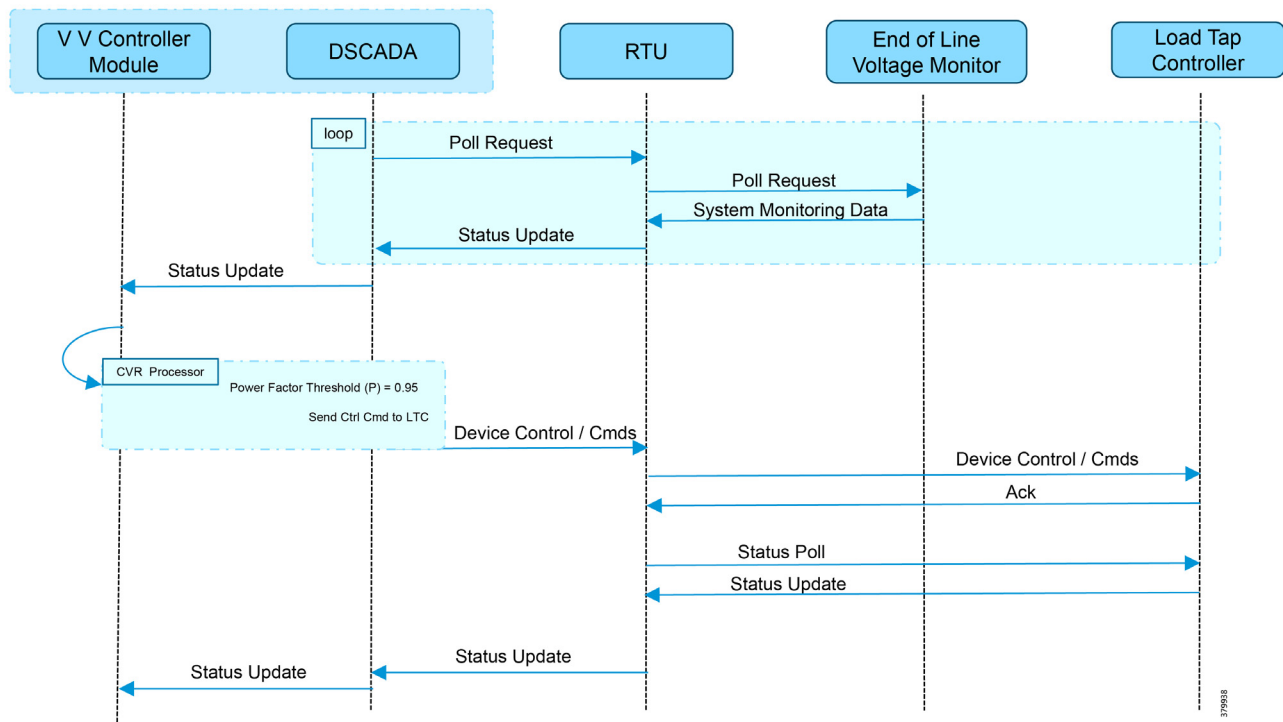 V V Controller
Module
DSCADA
RTU
End of Line
Voltage Monitor
Load Tap
Controller
loop
Poll Request
Poll Request
System Monitoring Data
Status Update
Status Update
CVR Processor
Power Factor Threshold (P) = 0.95
Send Ctrl Cmd to LTC
Device Control / Cmds
Device Control / Cmds
Ack
Status Poll
Status Update
Status Update
Status Update
379938